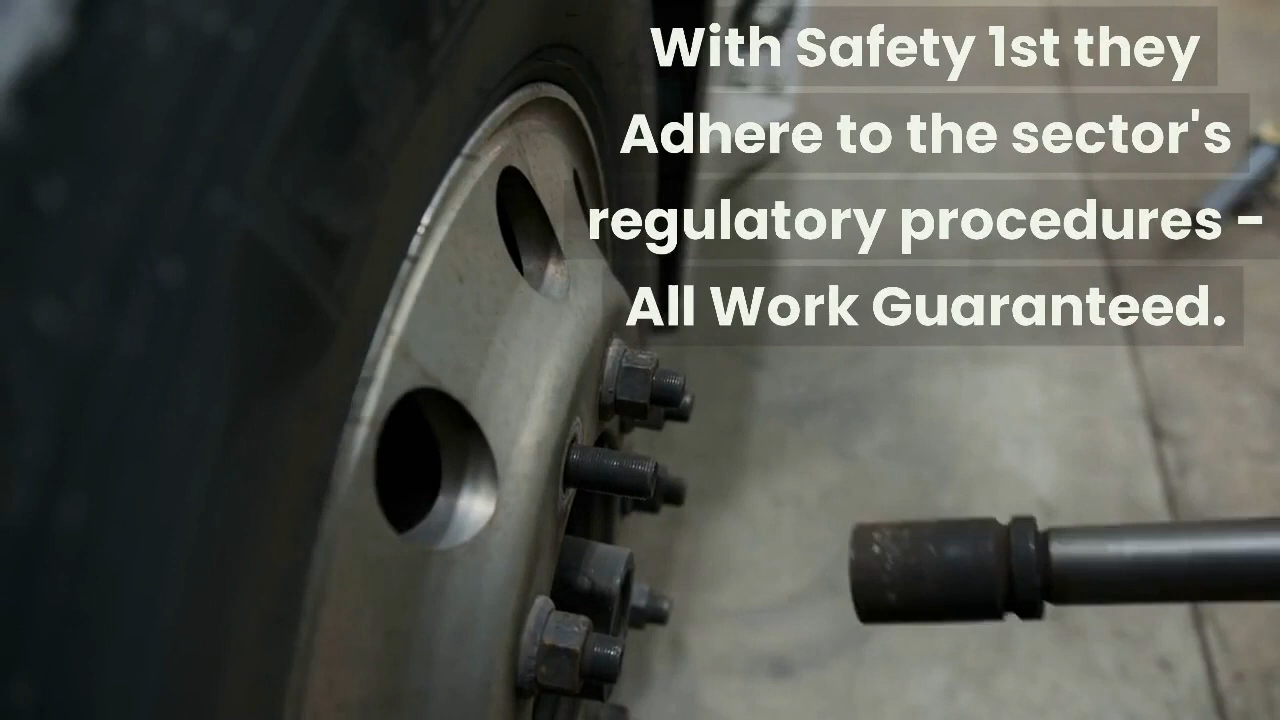 With Safety 1st they
Adhere to the sector's
regulatory procedures -
All Work Guaranteed.